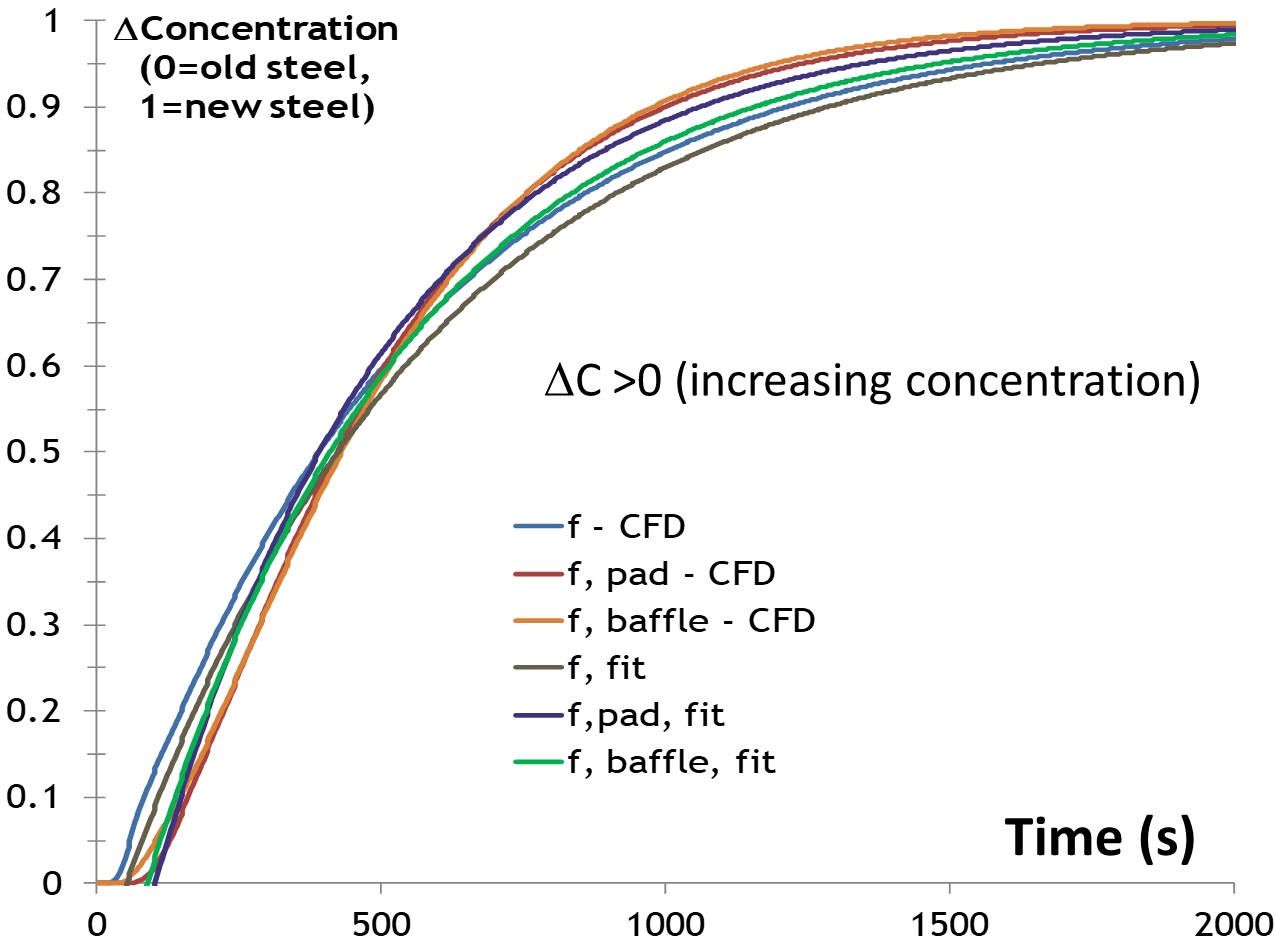 1
ΔConcentration
(0=old steel,
1=new steel)
0.9
0.8
0.7
0.6
ΔC >0 (increasing concentration)
0.5
f - CFD
0.4
f, pad - CFD
f, baffle - CFD
0.3
f, fit
0.2
f,pad, fit
f, baffle, fit
0.1
Time (s)
0
0 500 1000 1500 2000